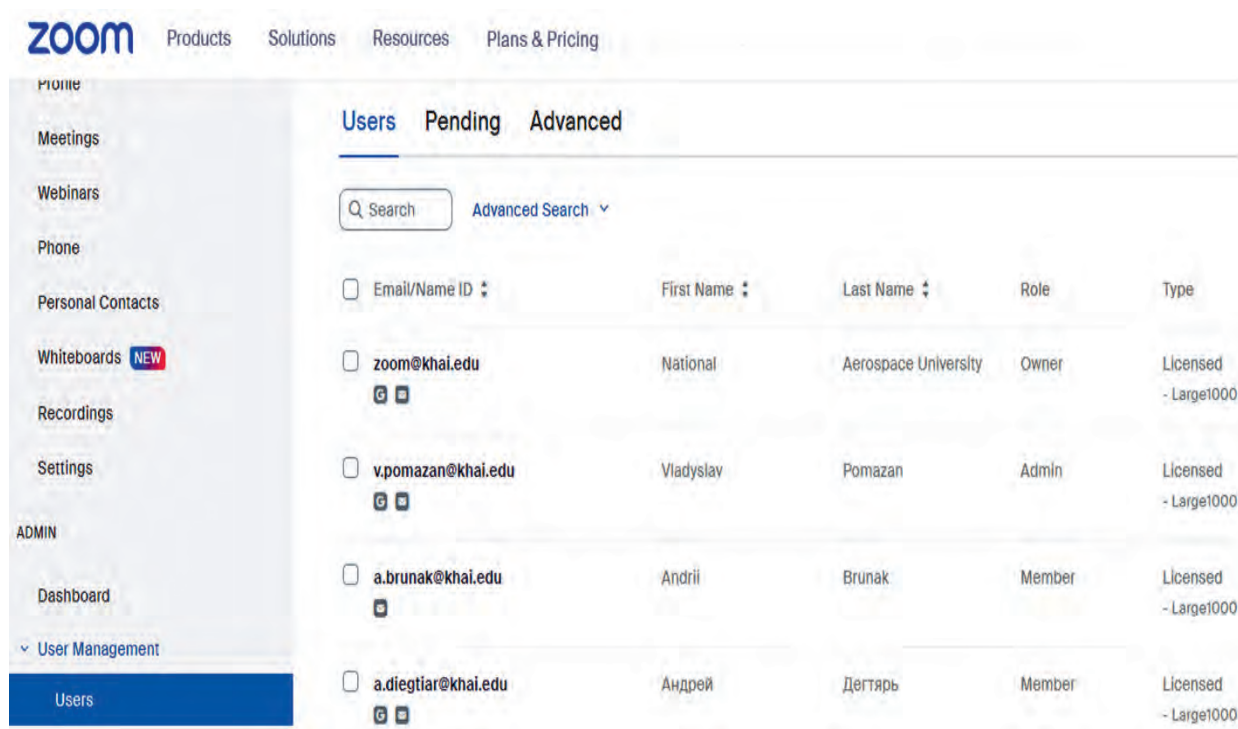 zoom Products Solutions Resources Plans & Pricing
Profile
Meetings
Webinars
Phone
Personal Contacts
Whiteboards NEW
Recordings
Settings
ADMIN
Dashboard
User Management
Users
Users Pending Advanced
Search Advanced Search
Email/Name ID First Name Last Name Role Type
zoom@khai.edu National Aerospace University Owner Licensed
- Large1000
v.pomazan@khai.edu Vladyslav Pomazan Admin Licensed
- Large1000
a.brunak@khai.edu Andrii Brunak Member Licensed
- Large1000
a.diegtiar@khai.edu Андрей Дегтярь Member Licensed
- Large1000